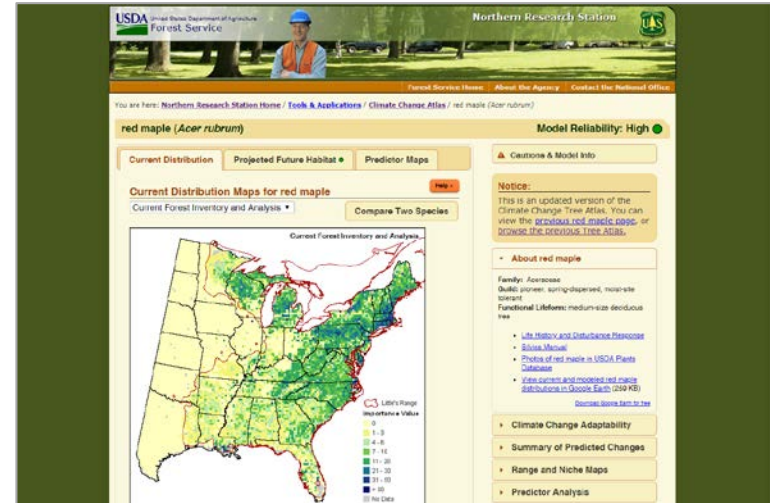 USDA United States Department of Agriculture
Forest Service
Northern Research Station
Forest Service Home About the Agency Contact the National Office
You are here: Northern Research Station Home / Tools & Applications / Climate Change Atlas / red maple (Acer rubrum)
red maple (Acer rubrum)
Model Reliability: High
Current Distribution
Projected Future Habitat
Predictor Maps
Current Distribution Maps for red maple
Help
Current Forest Inventory and Analysis
Compare Two Species
Current Forest Inventory and Analysis
Little's Range
Importance Value
0
1 - 3
4 - 6
7 - 10
11 - 20
21 - 30
31 - 50
> 50
No Data
Cautions & Model Info
Notice:
This is an updated version of the
Climate Change Tree Atlas. You can
view the previous red maple page, or
browse the previous Tree Atlas.
About red maple
Family: Aceraceae
Guild: pioneer, spring-dispersed, moist-site
tolerant
Functional Lifeform: medium-size deciduous
tree
Life History and Disturbance Response
Silvics Manual
Photos of red maple in USDA Plants
Database
View current and modeled red maple
distributions in Google Earth (259 KB)
Download Google Earth for free
Climate Change Adaptability
Summary of Predicted Changes
Range and Niche Maps
Predictor Analysis